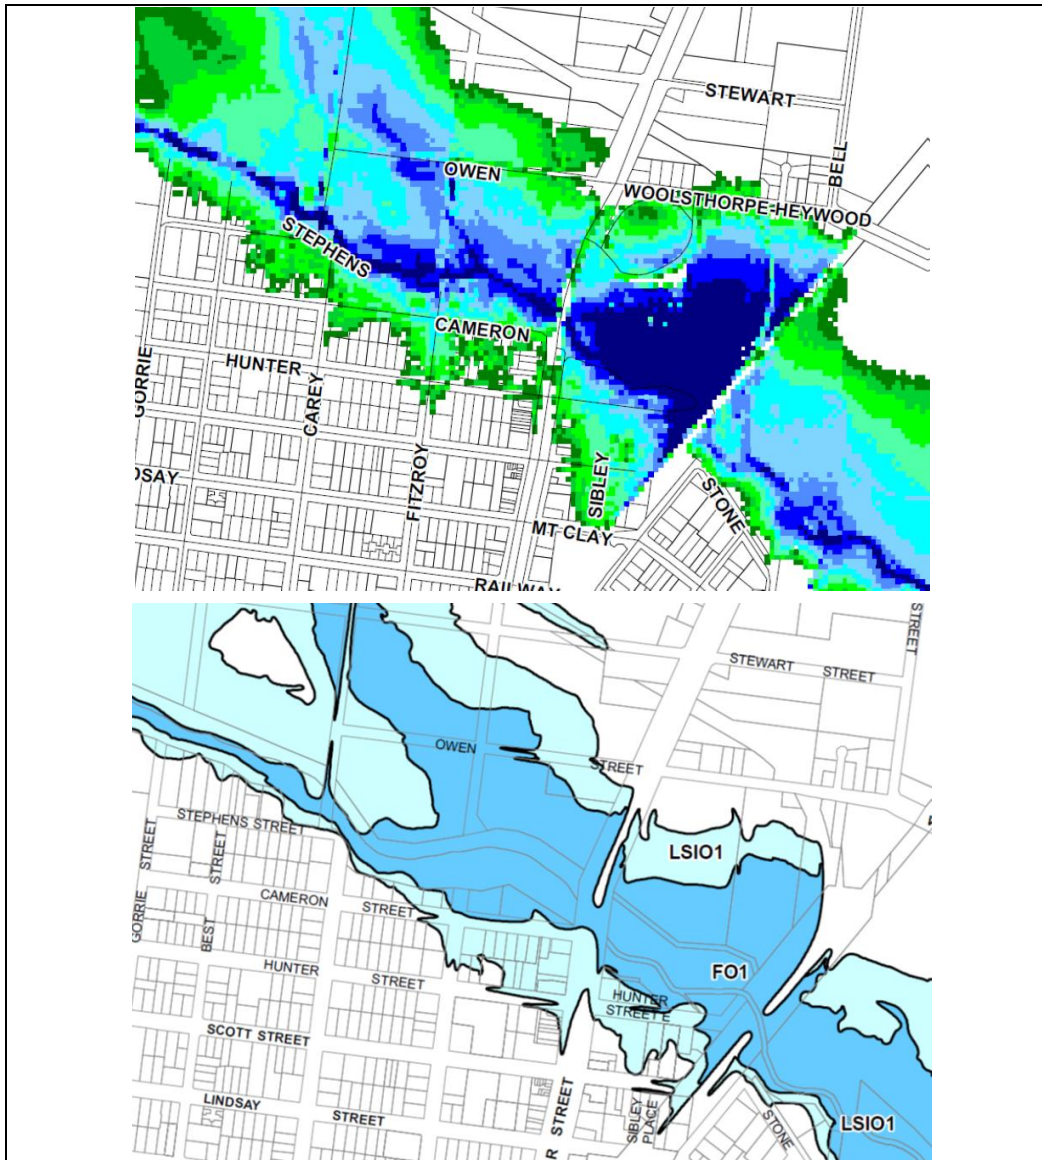 STEWART
BELL
OWEN
WOOLSTHORPE-HEYWOOD
STEPHENS
CAMERON
HUNTER
GORRIE
CAREY
FITZROY
SIBLEY
STONE
MT CLAY
RAILWAY
STREET
STEWART STREET
OWEN
STREET
STEPHENS STREET
LSIO1
CAMERON
STREET
GORRIE
STREET
BEST
STREET
FO1
HUNTER
STREET
HUNTER
STREET E
SCOTT STREET
LINDSAY
STREET
R STREET
SIBLEY
PLACE
STONE
LSIO1